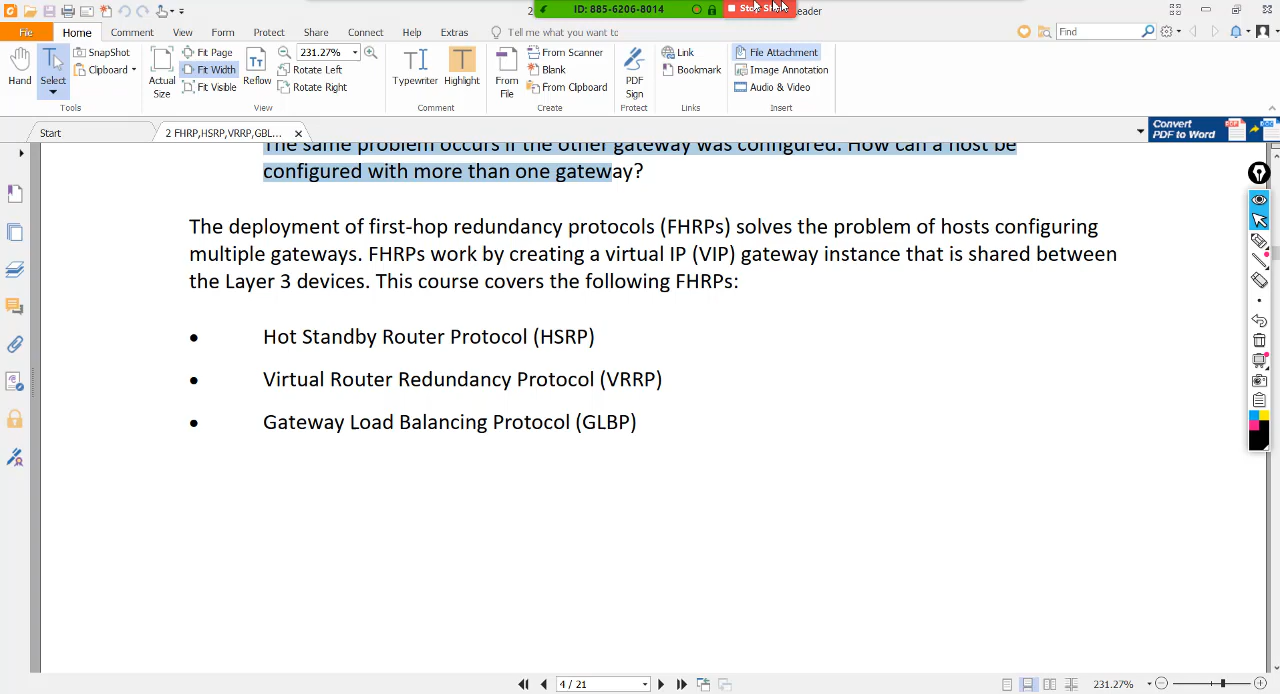 ID: 885-6206-8014
Stop Share
eader
File
Home
Comment
View
Form
Protect
Share
Connect
Help
Extras
Tell me what you want to
Find
Hand
Select
SnapShot
Clipboard
Tools
Actual Size
Fit Page
Fit Width
Fit Visible
Reflow
231.27%
Rotate Left
Rotate Right
View
Typewriter
Highlight
Comment
From File
From Scanner
Blank
From Clipboard
Create
PDF Sign
Protect
Link
Bookmark
Links
File Attachment
Image Annotation
Audio & Video
Insert
Start
2 FHRP,HSRP,VRRP,GBL...
Convert
PDF to Word
The same problem occurs if the other gateway was configured. How can a host be
configured with more than one gateway?
The deployment of first-hop redundancy protocols (FHRPs) solves the problem of hosts configuring
multiple gateways. FHRPs work by creating a virtual IP (VIP) gateway instance that is shared between
the Layer 3 devices. This course covers the following FHRPs:
• Hot Standby Router Protocol (HSRP)
• Virtual Router Redundancy Protocol (VRRP)
• Gateway Load Balancing Protocol (GLBP)
4 / 21
231.27%